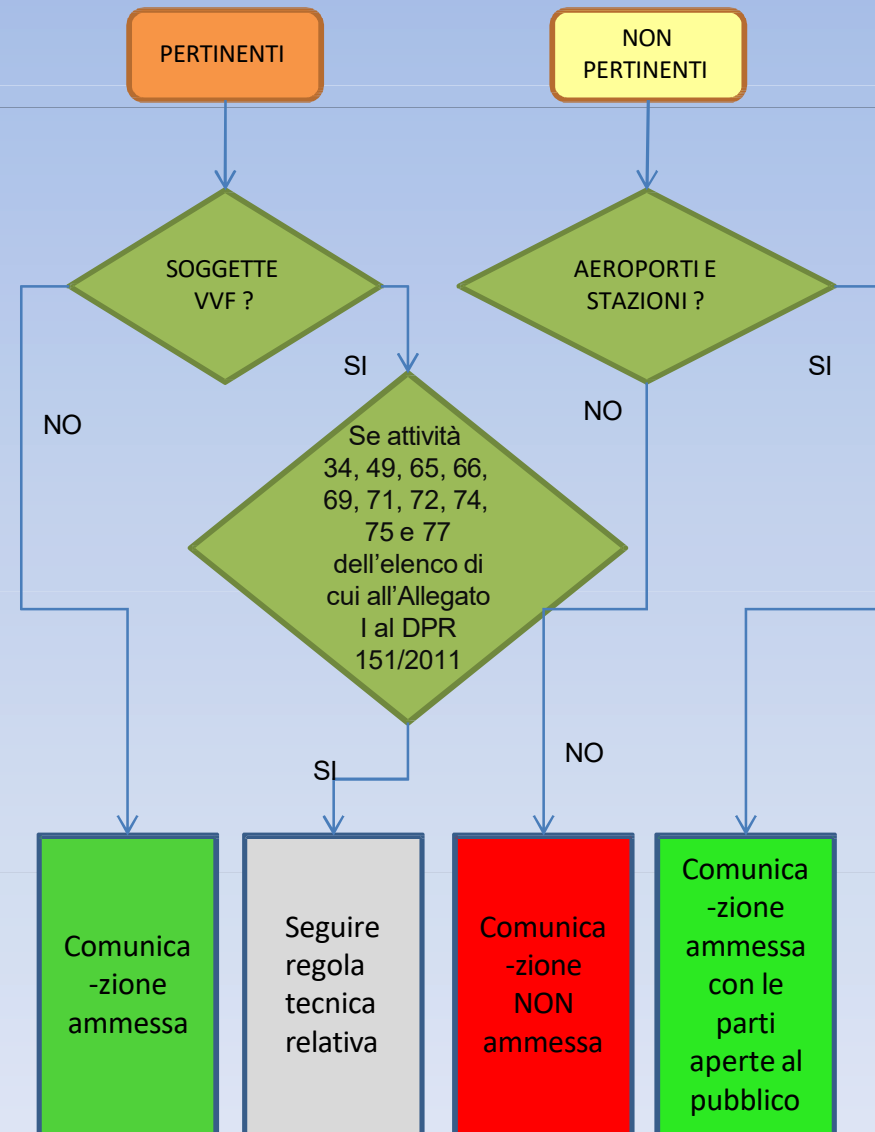 PERTINENTI
NON
PERTINENTI
SOGGETTE
VVF ?
AEROPORTI E
STAZIONI ?
SI
SI
NO
NO
Se attività
34, 49, 65, 66,
69, 71, 72, 74,
75 e 77
dell’elenco di
cui all’Allegato
I al DPR
151/2011
SI
NO
Comunica
-zione
ammessa
Seguire
regola
tecnica
relativa
Comunica
-zione
NON
ammessa
Comunica
-zione
ammessa
con le
parti
aperte al
pubblico